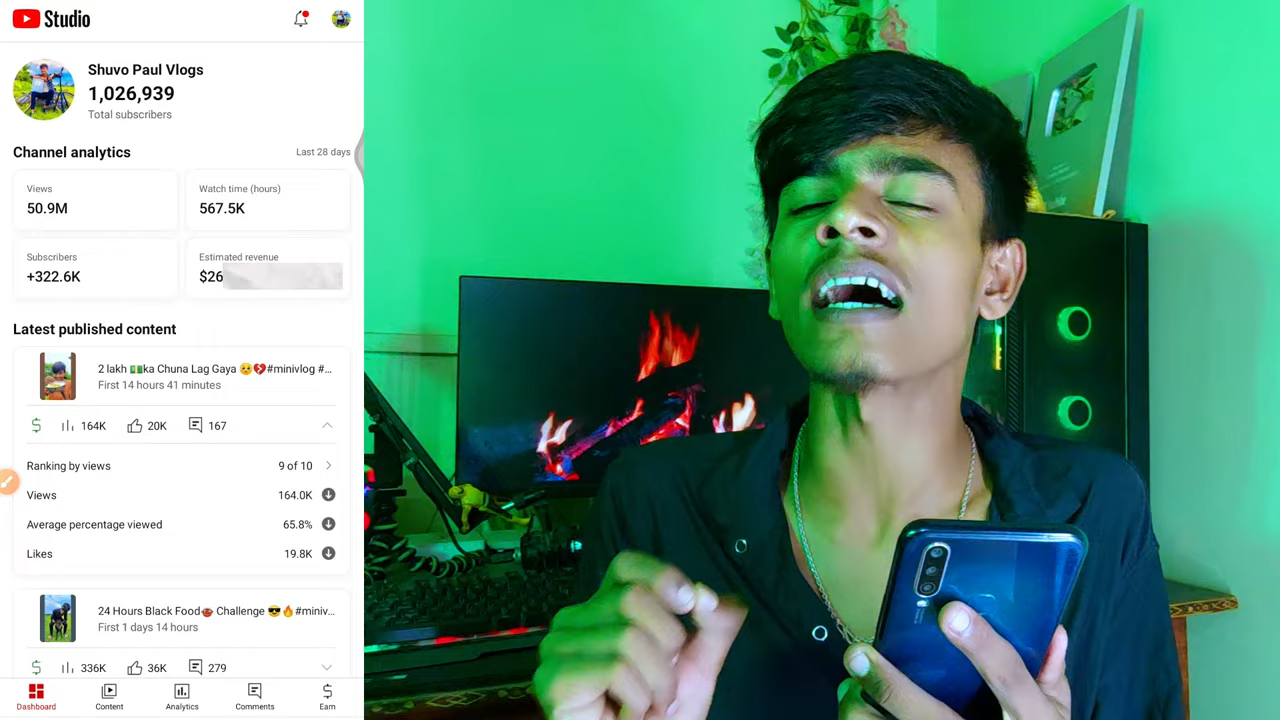 Studio
Shuvo Paul Vlogs
1,026,939
Total subscribers
Channel analytics
Last 28 days
Views
50.9M
Watch time (hours)
567.5K
Subscribers
+322.6K
Estimated revenue
$26
Latest published content
2 lakh 💵ka Chuna Lag Gaya 🥺💔#minivlog #...
First 14 hours 41 minutes
164K
20K
167
Ranking by views
9 of 10
Views
164.0K
Average percentage viewed
65.8%
Likes
19.8K
24 Hours Black Food🍯 Challenge 😎🔥#miniv...
First 1 days 14 hours
336K
36K
279
Dashboard
Content
Analytics
Comments
Earn